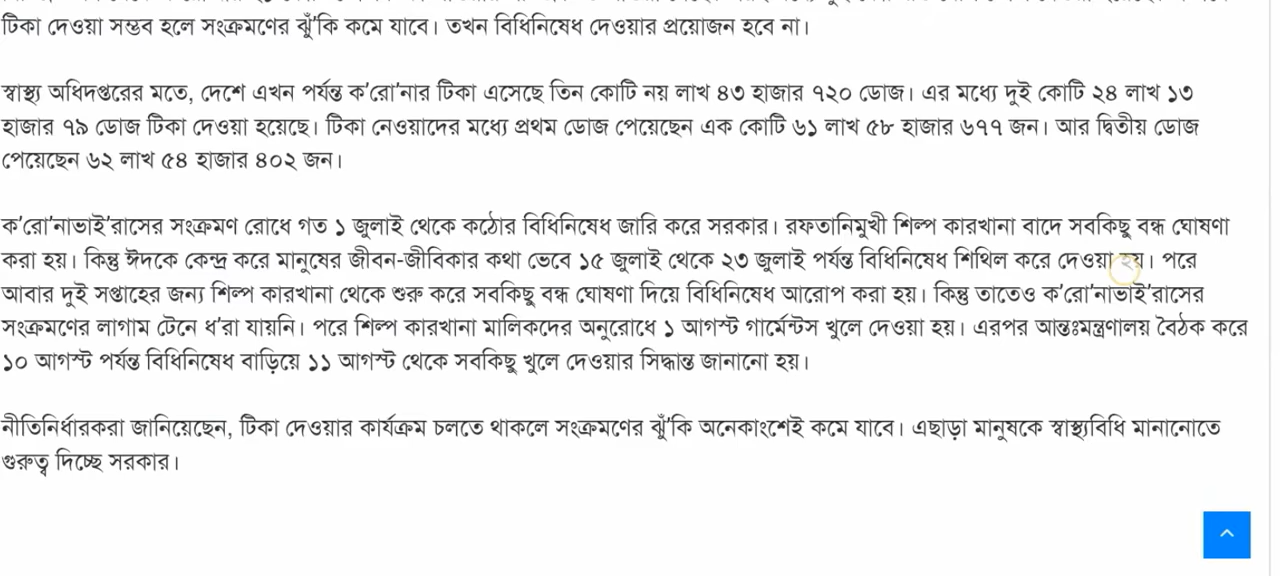 টিকা দেওয়া সম্ভব হলে সংক্রমণের ঝুঁ'কি কমে যাবে। তখন বিধিনিষেধ দেওয়ার প্রয়োজন হবে না।
স্বাস্থ্য অধিদপ্তরের মতে, দেশে এখন পর্যন্ত ক'রো'নার টিকা এসেছে তিন কোটি নয় লাখ ৪৩ হাজার ৭২০ ডোজ। এর মধ্যে দুই কোটি ২৪ লাখ ১৩
হাজার ৭৯ ডোজ টিকা দেওয়া হয়েছে। টিকা নেওয়াদের মধ্যে প্রথম ডোজ পেয়েছেন এক কোটি ৬১ লাখ ৫৮ হাজার ৬৭৭ জন। আর দ্বিতীয় ডোজ
পেয়েছেন ৬২ লাখ ৫৪ হাজার ৪০২ জন।
ক'রো'নাভাই'রাসের সংক্রমণ রোধে গত ১ জুলাই থেকে কঠোর বিধিনিষেধ জারি করে সরকার। রফতানিমুখী শিল্প কারখানা বাদে সবকিছু বন্ধ ঘোষণা
করা হয়। কিন্তু ঈদকে কেন্দ্র করে মানুষের জীবন-জীবিকার কথা ভেবে ১৫ জুলাই থেকে ২৩ জুলাই পর্যন্ত বিধিনিষেধ শিথিল করে দেওয়া হয়। পরে
আবার দুই সপ্তাহের জন্য শিল্প কারখানা থেকে শুরু করে সবকিছু বন্ধ ঘোষণা দিয়ে বিধিনিষেধ আরোপ করা হয়। কিন্তু তাতেও ক'রো'নাভাই'রাসের
সংক্রমণের লাগাম টেনে ধ'রা যায়নি। পরে শিল্প কারখানা মালিকদের অনুরোধে ১ আগস্ট গার্মেন্টস খুলে দেওয়া হয়। এরপর আন্তঃমন্ত্রণালয় বৈঠক করে
১০ আগস্ট পর্যন্ত বিধিনিষেধ বাড়িয়ে ১১ আগস্ট থেকে সবকিছু খুলে দেওয়ার সিদ্ধান্ত জানানো হয়।
নীতিনির্ধারকরা জানিয়েছেন, টিকা দেওয়ার কার্যক্রম চলতে থাকলে সংক্রমণের ঝুঁ'কি অনেকাংশেই কমে যাবে। এছাড়া মানুষকে স্বাস্থ্যবিধি মানানোতে
গুরুত্ব দিচ্ছে সরকার।